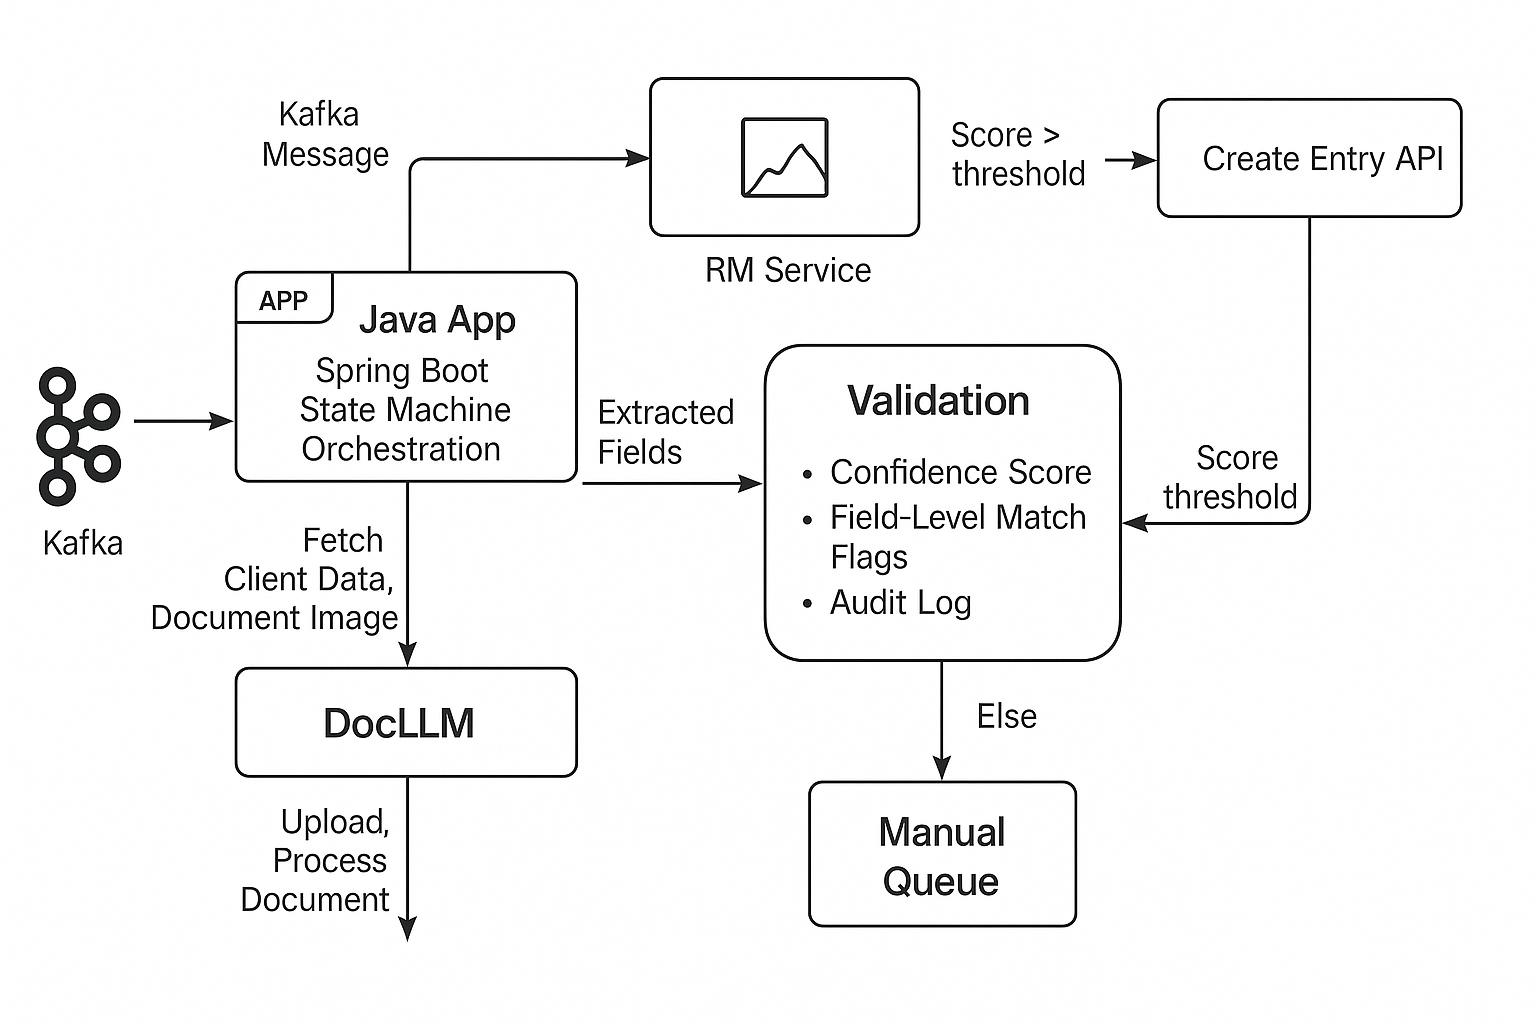 Kafka
Message
RM Service
Score >
threshold
Create Entry API
APP
Java App
Spring Boot
State Machine
Orchestration
Kafka
Extracted
Fields
Validation
• Confidence Score
• Field-Level Match
Flags
• Audit Log
Score
threshold
Fetch
Client Data,
Document Image
DocLLM
Upload,
Process
Document
Else
Manual
Queue